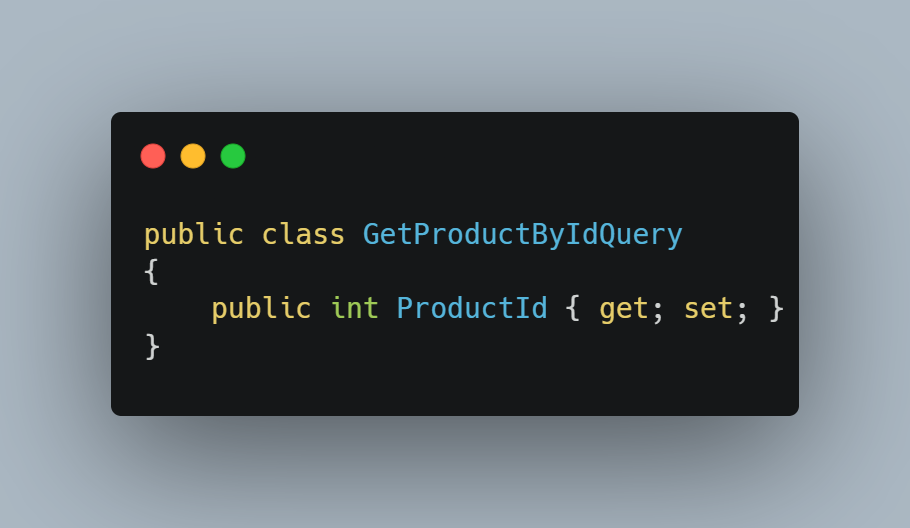 public class GetProductByIdQuery
{
    public int ProductId { get; set; }
}